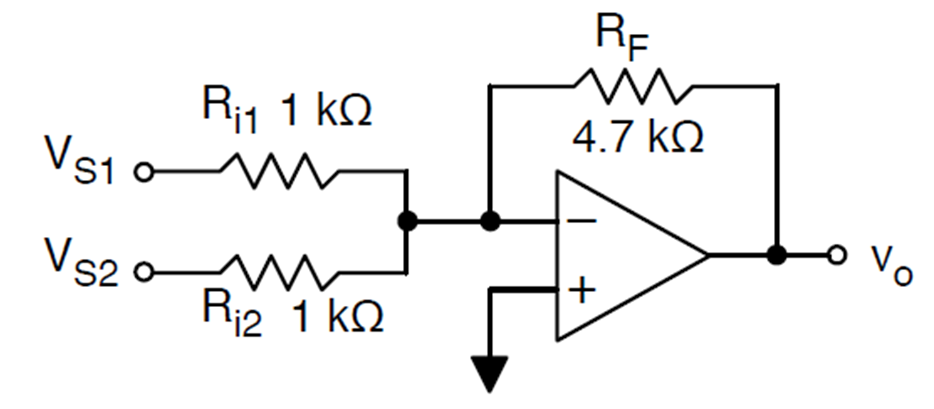 R_F
R_i1 1 kΩ
4.7 kΩ
V_S1
−
V_S2
v_o
+
R_i2 1 kΩ